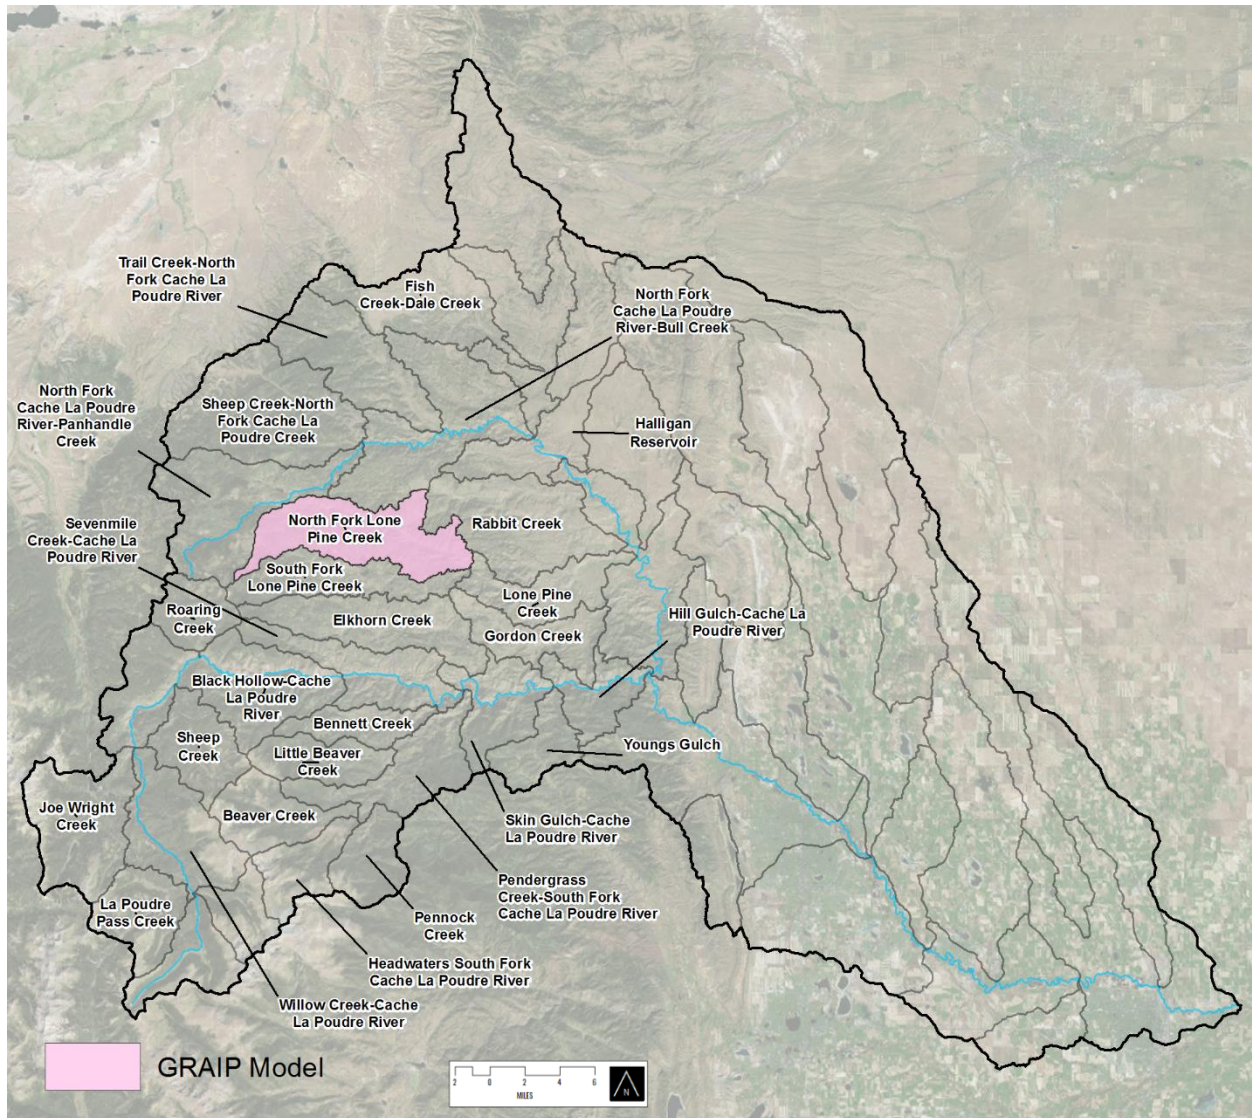 Trail Creek-North
Fork Cache La
Poudre River
Fish
Creek-Dale Creek
North Fork
Cache La Poudre
River-Bull Creek
North Fork
Cache La Poudre
River-Panhandle
Creek
Sheep Creek-North
Fork Cache La
Poudre Creek
Halligan
Reservoir
Sevenmile
Creek-Cache La
Poudre River
North Fork Lone
Pine Creek
Rabbit Creek
South Fork
Lone Pine Creek
Roaring
Creek
Elkhorn Creek
Lone Pine
Creek
Gordon Creek
Hill Gulch-Cache La
Poudre River
Black Hollow-Cache
La Poudre
River
Bennett Creek
Sheep
Creek
Little Beaver
Creek
Youngs Gulch
Joe Wright
Creek
Beaver Creek
Skin Gulch-Cache
La Poudre River
La Poudre
Pass Creek
Pendergrass
Creek-South Fork
Cache La Poudre River
Pennock
Creek
Headwaters South Fork
Cache La Poudre River
Willow Creek-Cache
La Poudre River
GRAIP Model
2 0 2 4 6
MILES
N